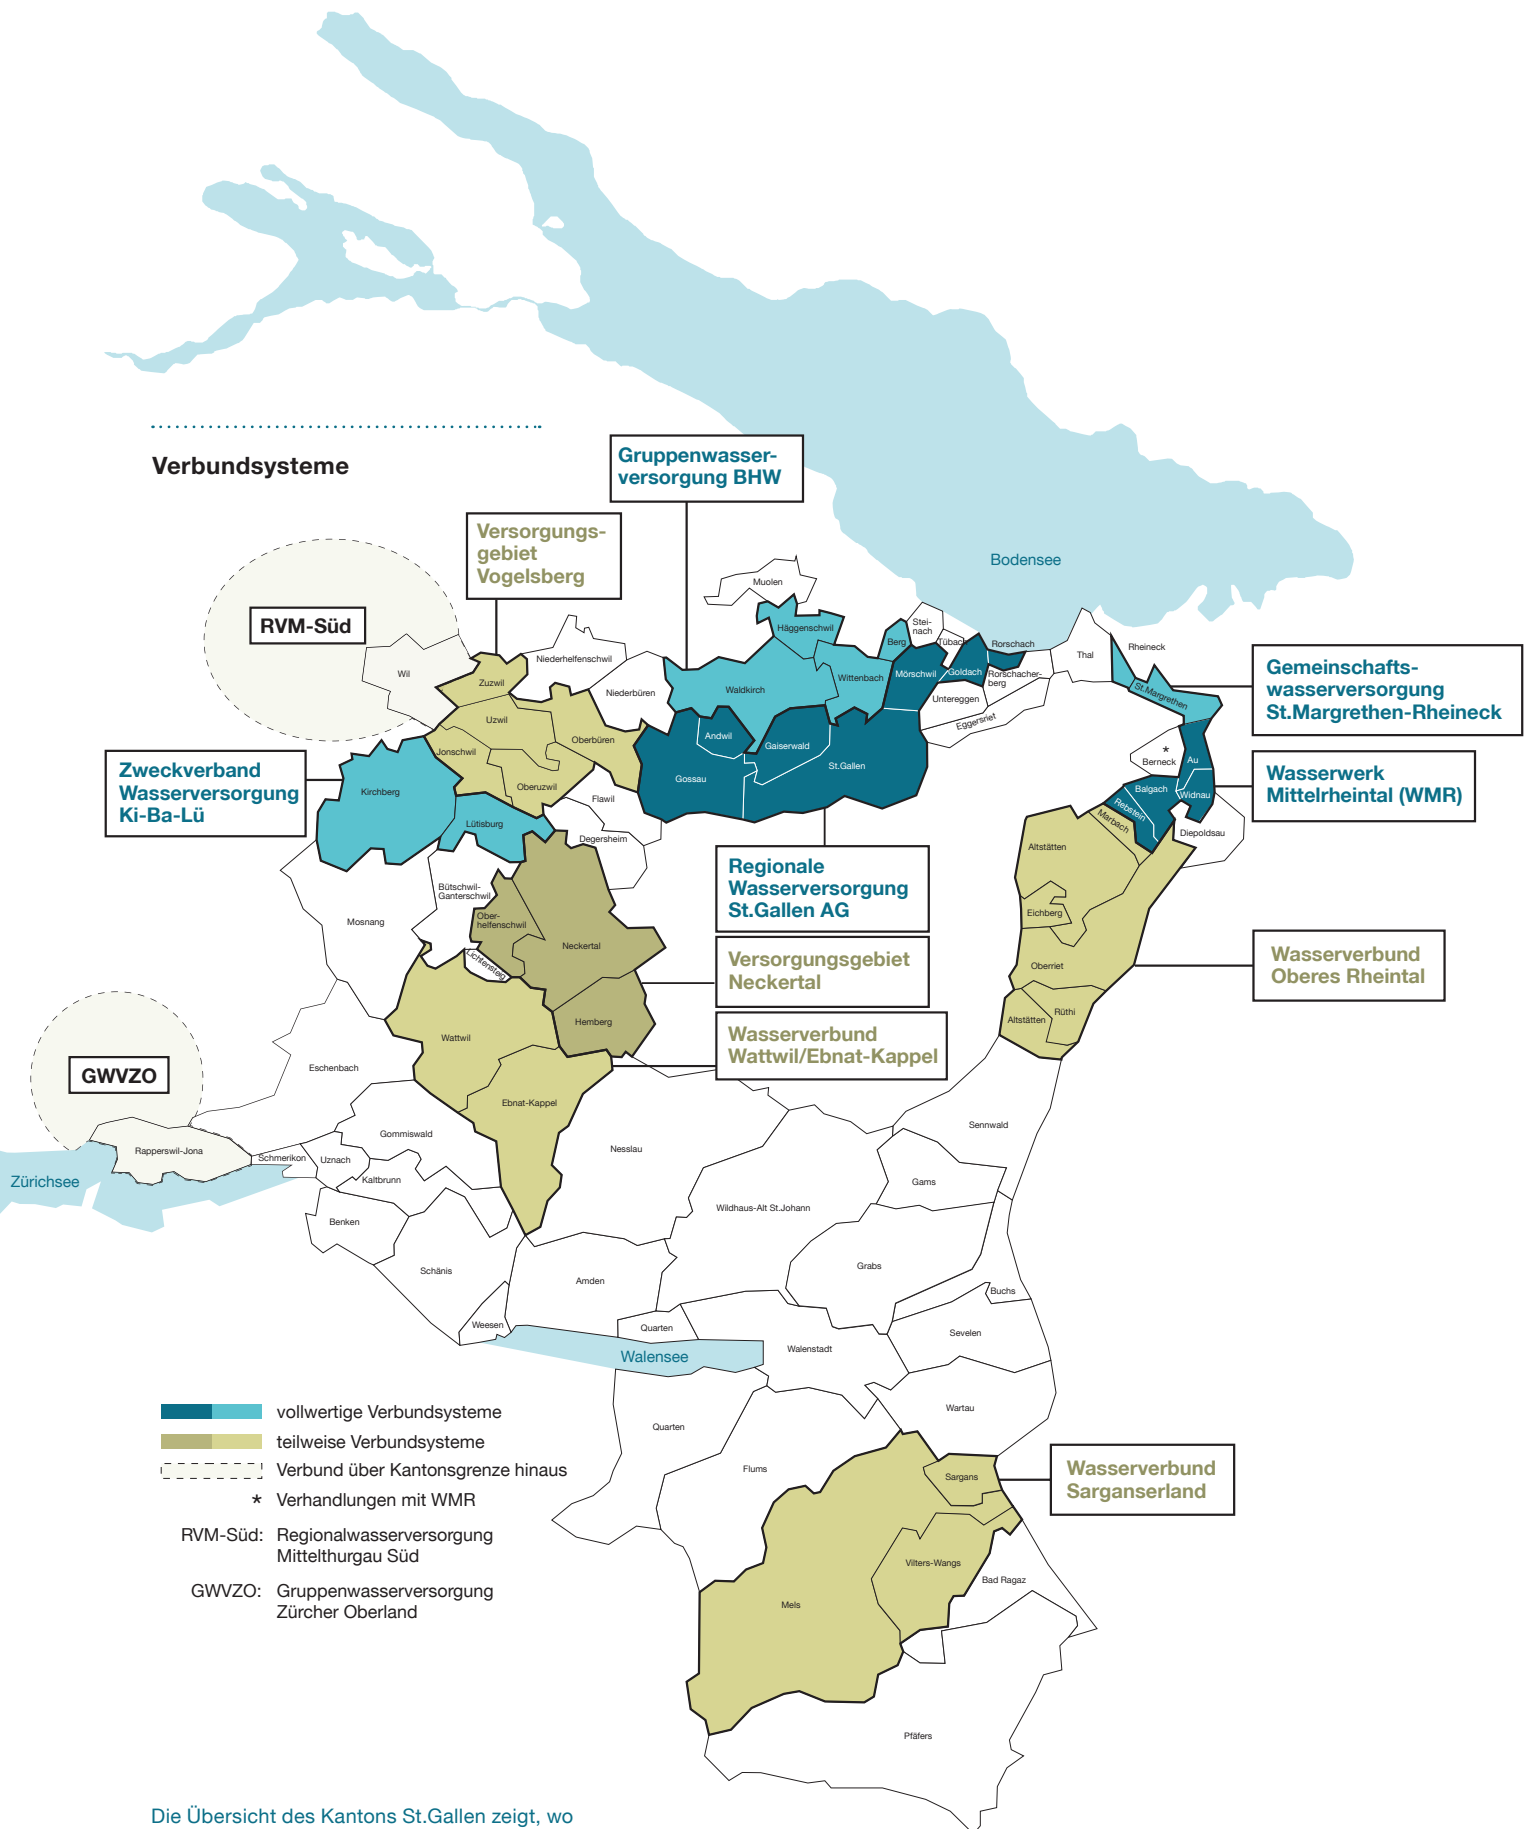 Verbundsysteme
Gruppenwasser-
versorgung BHW
Versorgungs-
gebiet
Vogelsberg
Bodensee
RVM-Süd
Muolen
Häggenschwil
Berg
Stei-
nach
Tübach
Rorschach
Thal
Rheineck
Niederhelfenschwil
Wil
Zuzwil
Niederbüren
Waldkirch
Wittenbach
Mörschwil
Goldach
Rorschacher-
berg
Untereggen
Eggersriet
St.Margrethen
Gemeinschafts-
wasserversorgung
St.Margrethen-Rheineck
Uzwil
Oberbüren
Andwil
Gaiserwald
St.Gallen
Gossau
Jonschwil
Oberuzwil
*
Berneck
Au
Balgach
Widnau
Rebstein
Marbach
Diepoldsau
Wasserwerk
Mittelrheintal (WMR)
Zweckverband
Wasserversorgung
Ki-Ba-Lü
Kirchberg
Lütisburg
Flawil
Degersheim
Altstätten
Regionale
Wasserversorgung
St.Gallen AG
Bütschwil-
Ganterschwil
Mosnang
Ober-
helfenschwil
Neckertal
Lichtensteig
Eichberg
Oberriet
Versorgungsgebiet
Neckertal
Wasserverbund
Oberes Rheintal
Altstätten
Rüthi
Hemberg
Wattwil
Wasserverbund
Wattwil/Ebnat-Kappel
GWVZO
Eschenbach
Ebnat-Kappel
Gommiswald
Nesslau
Sennwald
Rapperswil-Jona
Schmerikon
Uznach
Kaltbrunn
Zürichsee
Gams
Wildhaus-Alt St.Johann
Benken
Grabs
Schänis
Amden
Buchs
Weesen
Quarten
Sevelen
Walensee
Walenstadt
Wartau
Quarten
Flums
Sargans
Wasserverbund
Sarganserland
Vilters-Wangs
Bad Ragaz
Mels
Pfäfers
vollwertige Verbundsysteme
teilweise Verbundsysteme
Verbund über Kantonsgrenze hinaus
* Verhandlungen mit WMR
RVM-Süd: Regionalwasserversorgung
Mittelthurgau Süd
GWVZO: Gruppenwasserversorgung
Zürcher Oberland
Die Übersicht des Kantons St.Gallen zeigt, wo